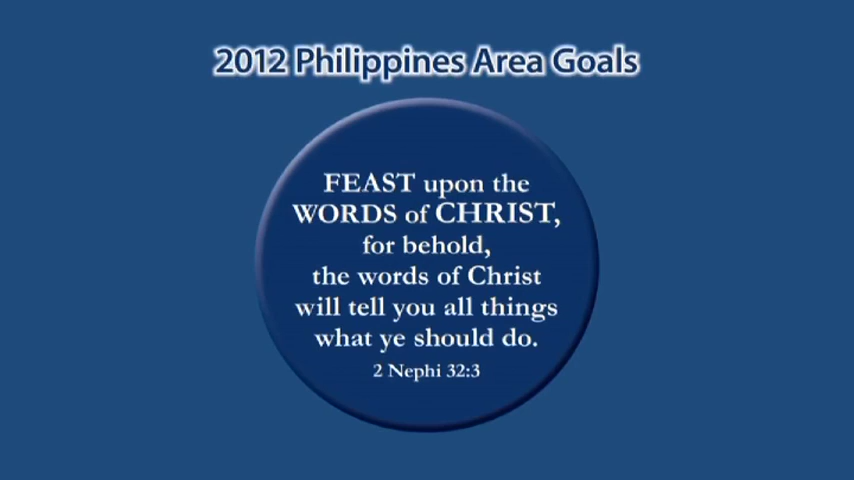 2012 Philippines Area Goals
FEAST upon the
WORDS of CHRIST,
for behold,
the words of Christ
will tell you all things
what ye should do.
2 Nephi 32:3